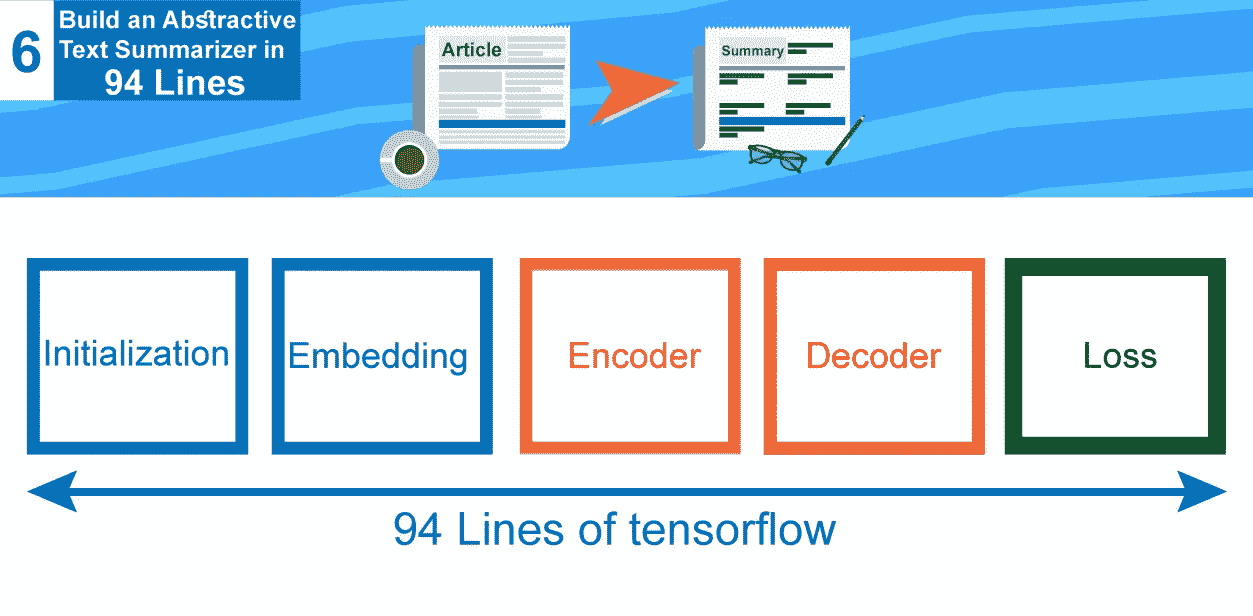 6
Build an Abstractive
Text Summarizer in
94 Lines
Article
Summary
Initialization
Embedding
Encoder
Decoder
Loss
94 Lines of tensorflow